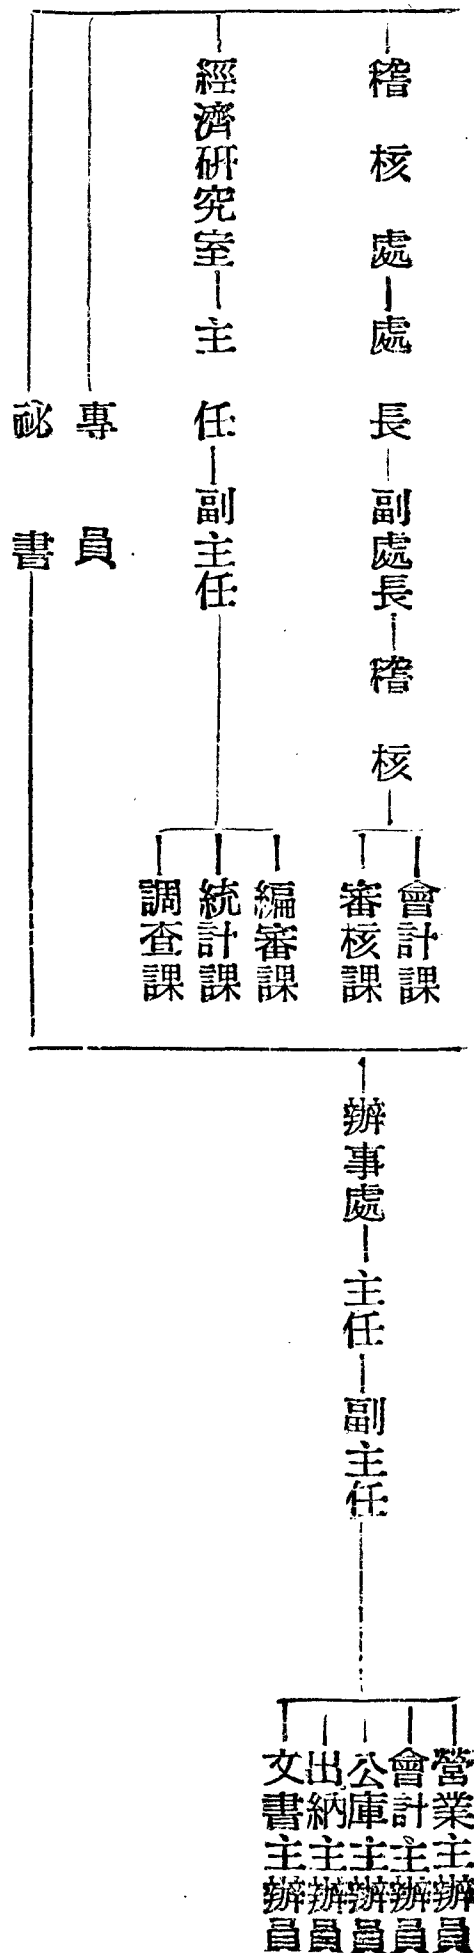 稽核處
處長
副處長
稽核
會計課
審核課
經濟研究室
主任
副主任
編審課
統計課
調查課
專員
祕書
辦事處
主任
副主任
營業主辦員
會計主辦員
公庫主辦員
出納主辦員
文書主辦員